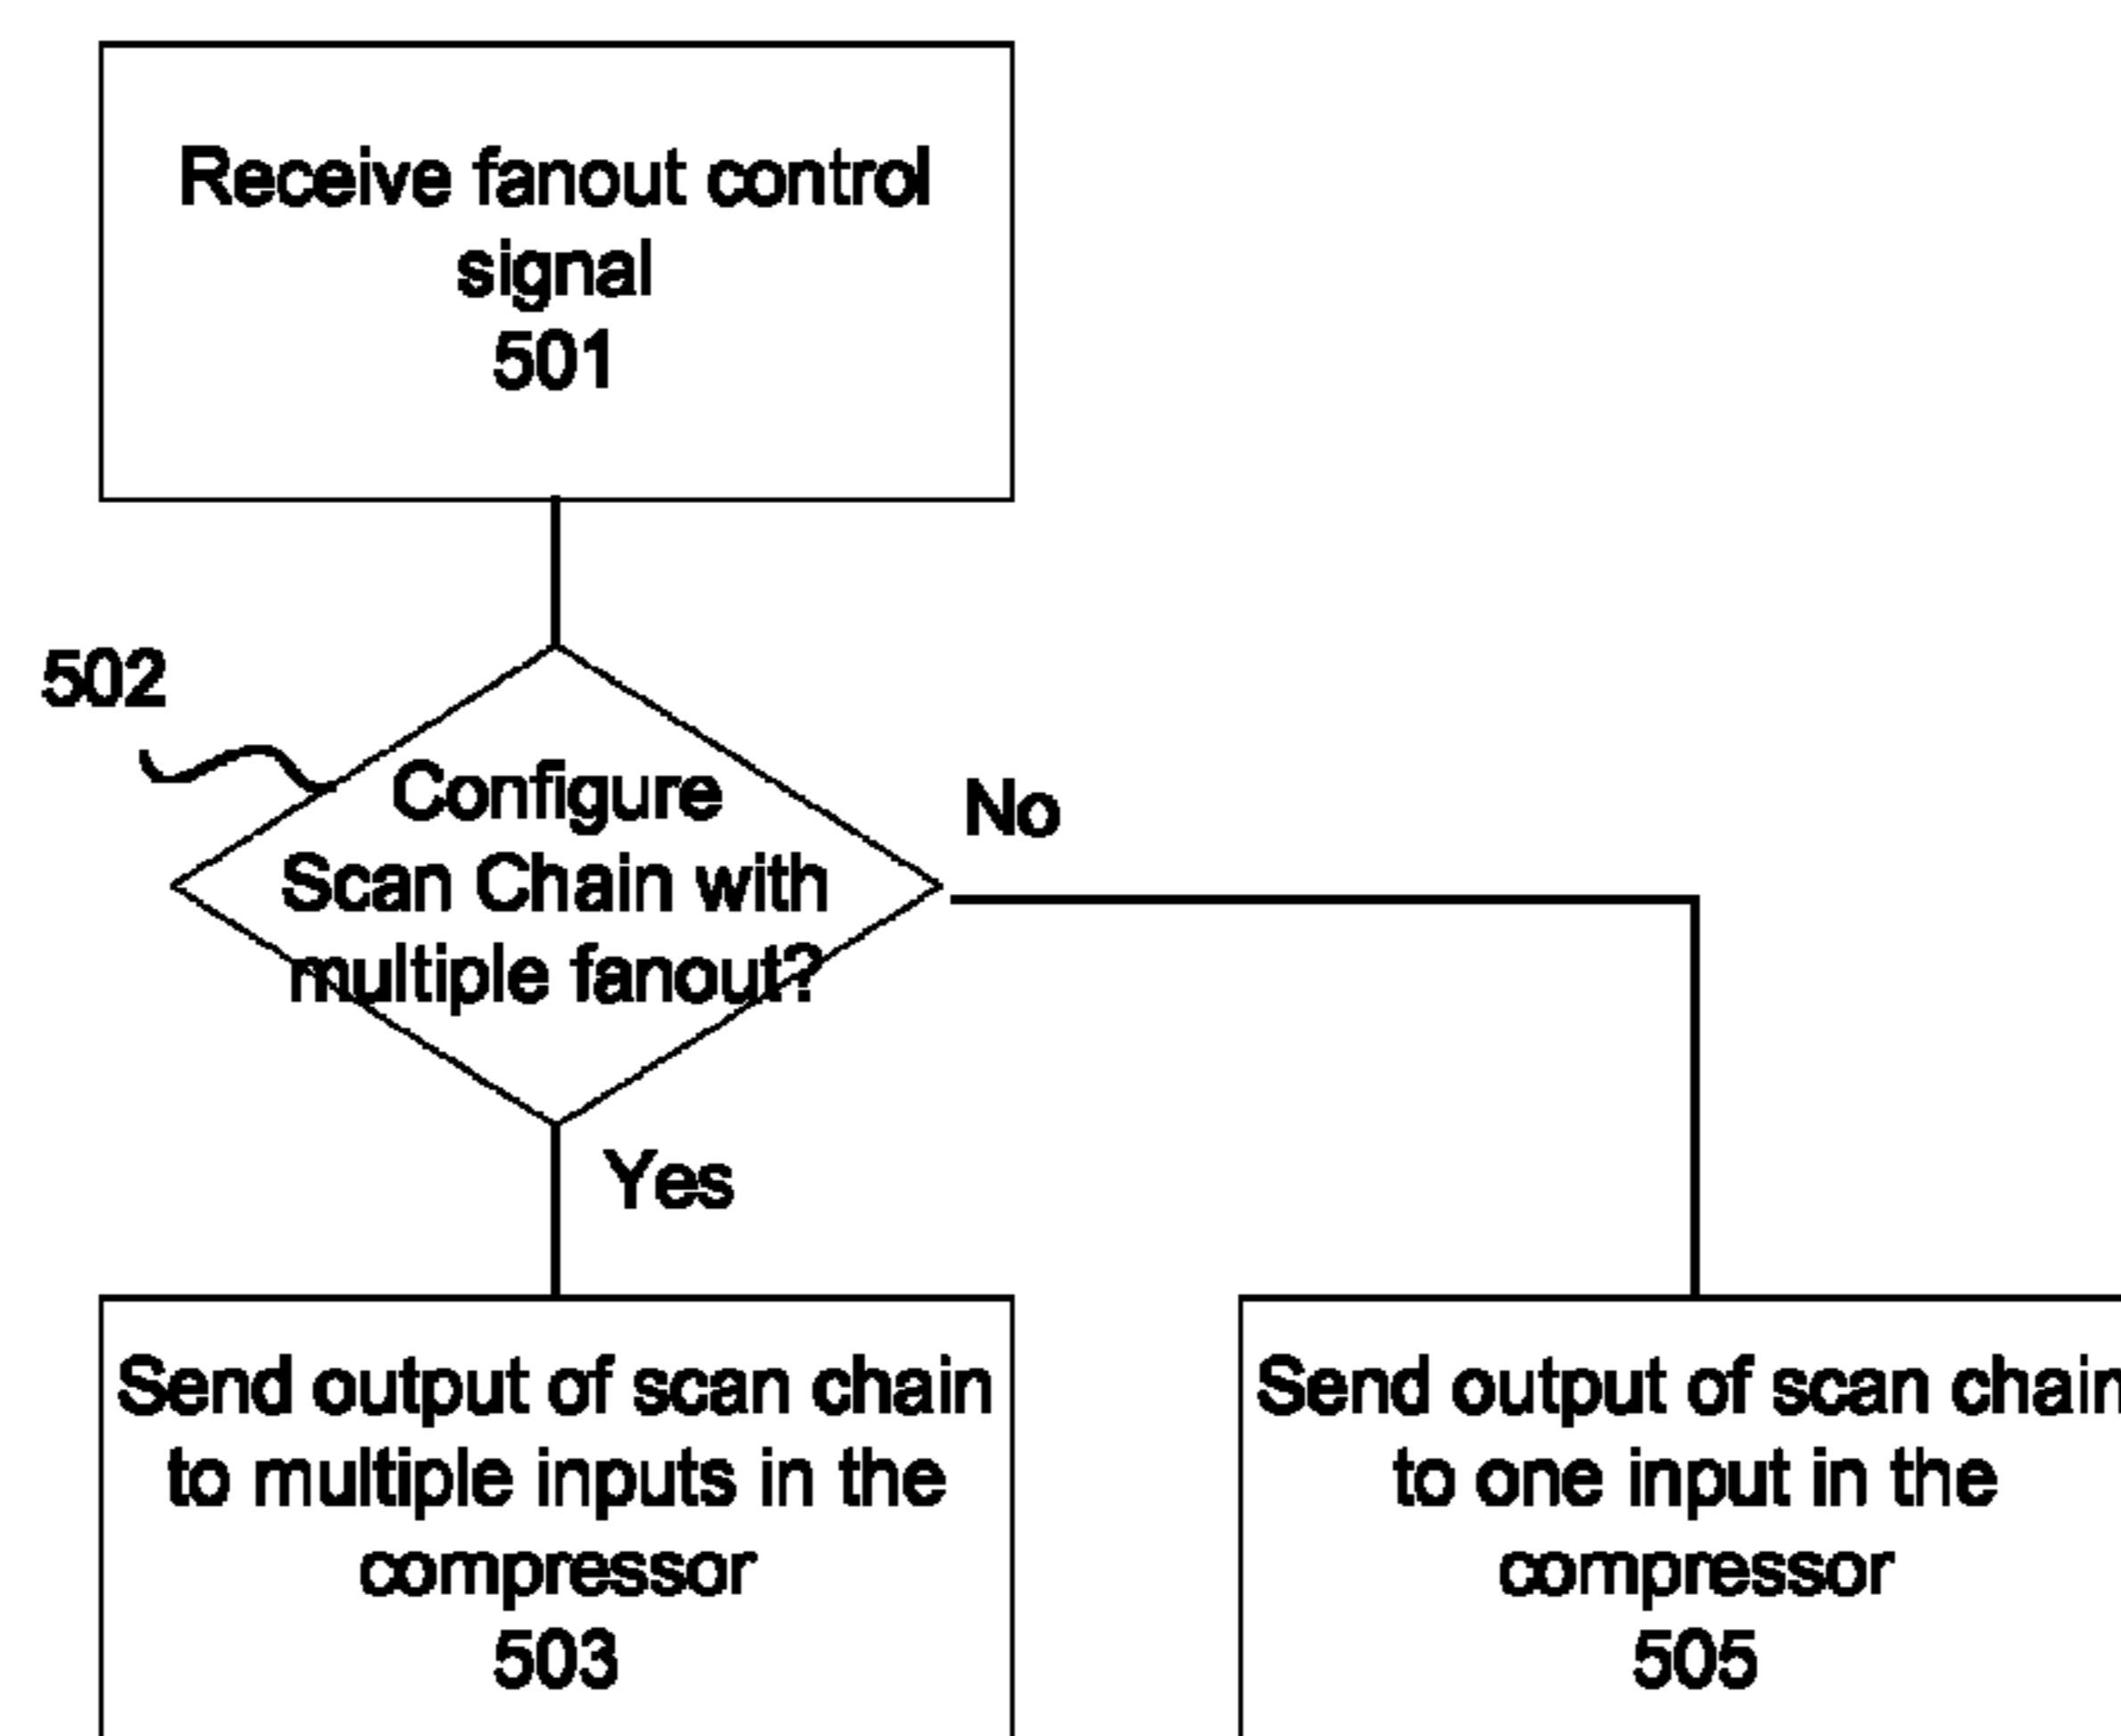 Receive fanout control
signal
501
502
Configure
Scan Chain with
multiple fanout?
No
Yes
Send output of scan chain
to multiple inputs in the
compressor
503
Send output of scan chain
to one input in the
compressor
505